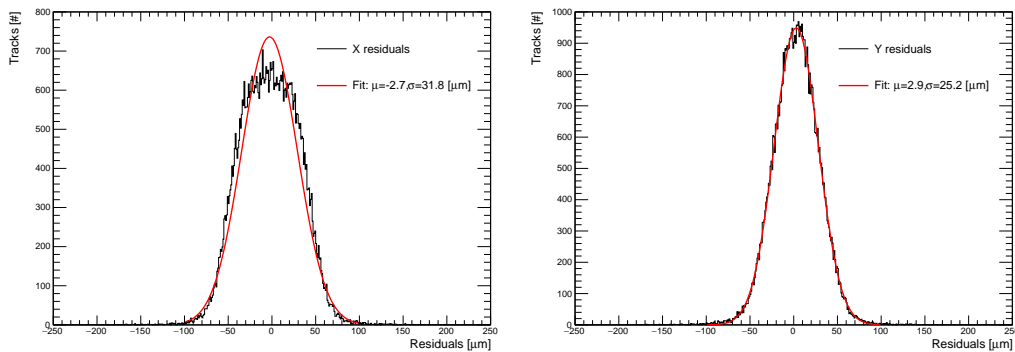 Tracks [#]
800
700
600
500
400
300
200
100
0
X residuals
Fit: μ=-2.7,σ=31.8 [μm]
−250 −200 −150 −100 −50 0 50 100 150 200 250
Residuals [μm]
Tracks [#]
1000
900
800
700
600
500
400
300
200
100
0
Y residuals
Fit: μ=2.9,σ=25.2 [μm]
−250 −200 −150 −100 −50 0 50 100 150 200 250
Residuals [μm]